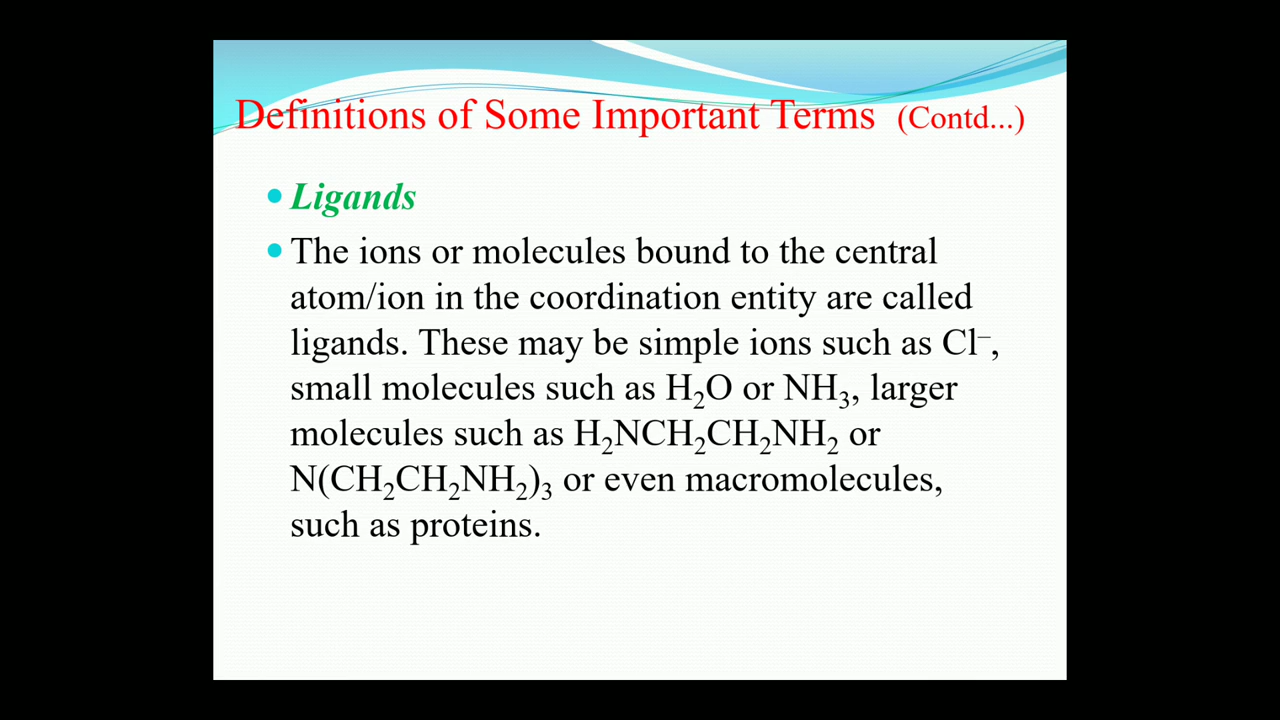 Definitions of Some Important Terms (Contd...)
• Ligands
• The ions or molecules bound to the central
atom/ion in the coordination entity are called
ligands. These may be simple ions such as Cl⁻,
small molecules such as H₂O or NH₃, larger
molecules such as H₂NCH₂CH₂NH₂ or
N(CH₂CH₂NH₂)₃ or even macromolecules,
such as proteins.